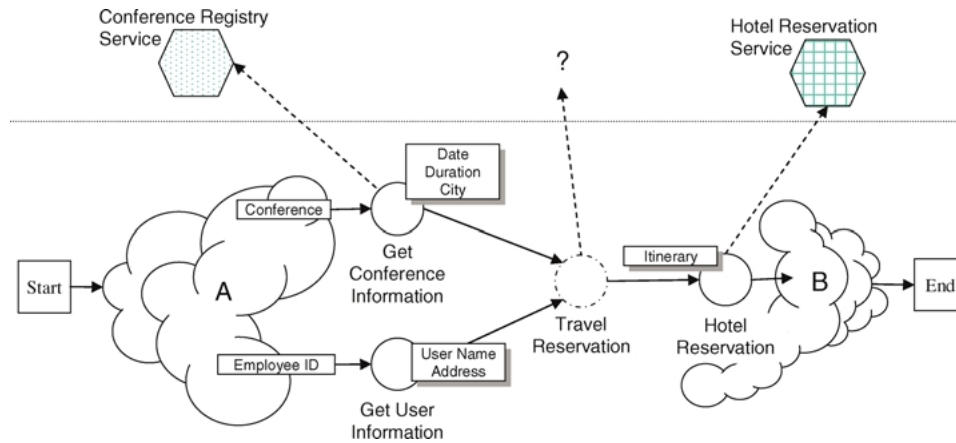 Conference Registry
Service
Hotel Reservation
Service
?
Date
Duration
City
Conference
Get
Conference
Information
Itinerary
Start
A
B
End
Travel
Reservation
Hotel
Reservation
Employee ID
User Name
Address
Get User
Information